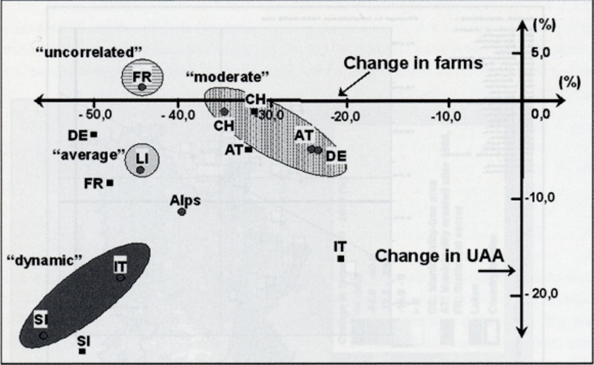 (%)
"uncorrelated"
5,0
FR
Change in farms
"moderate"
(%)
CH
- 50,0
- 40,0
-30,0
-20,0
-10,0
0,0
CH
DE
AT
"average"
LI
AT
DE
FR
Alps
-10,0
IT
Change in UAA
"dynamic"
IT
- 20,0
SI
SI